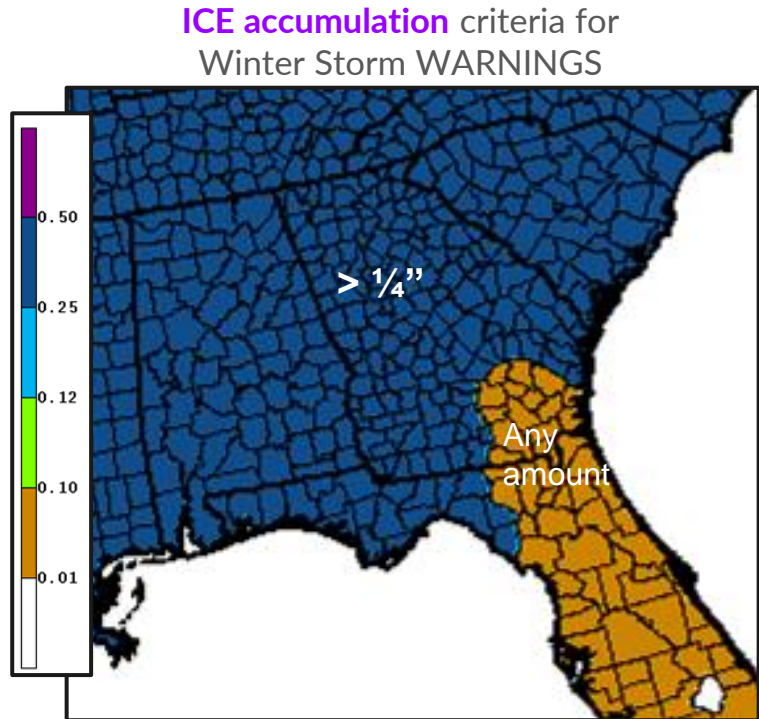 ICE accumulation criteria for
Winter Storm WARNINGS
0.50
0.25
0.12
0.10
0.01
> ¼”
Any
amount